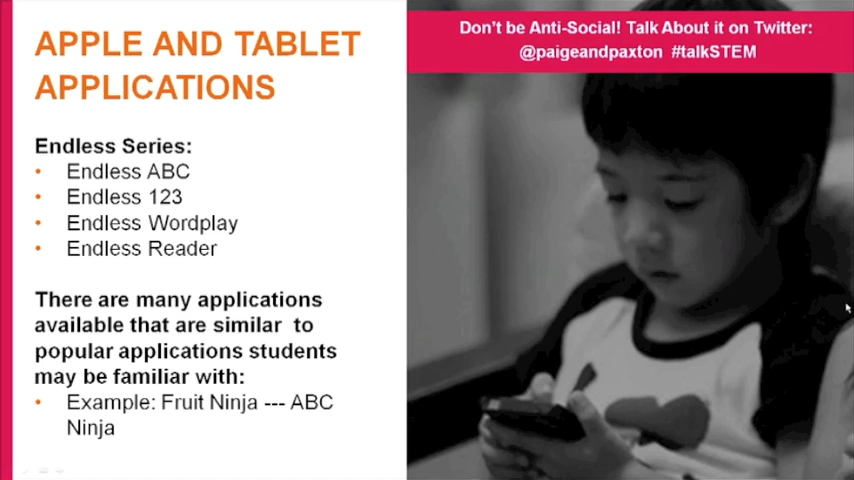 APPLE AND TABLET
APPLICATIONS
Don't be Anti-Social! Talk About it on Twitter:
@paigeandpaxton #talkSTEM
Endless Series:
• Endless ABC
• Endless 123
• Endless Wordplay
• Endless Reader
There are many applications
available that are similar to
popular applications students
may be familiar with:
• Example: Fruit Ninja --- ABC
Ninja